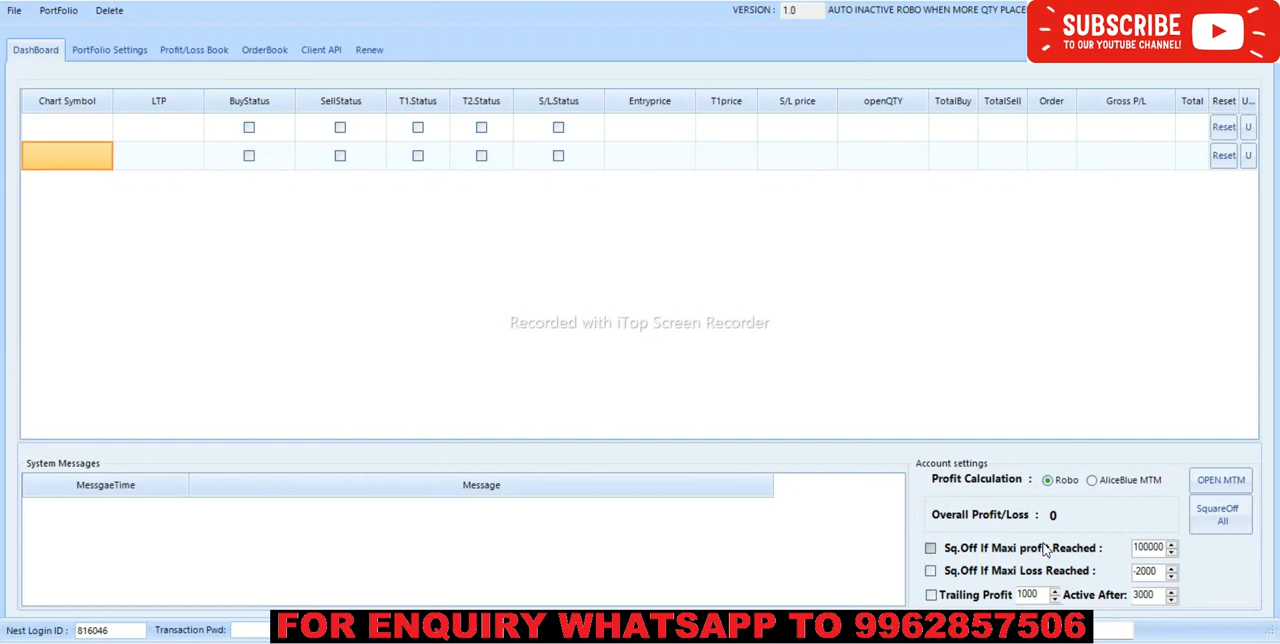 File PortFolio Delete VERSION : 1.0 AUTO INACTIVE ROBO WHEN MORE QTY PLACE
SUBSCRIBE
TO OUR YOUTUBE CHANNEL!
DashBoard PortFolio Settings Profit/Loss Book OrderBook Client API Renew
Chart Symbol LTP BuyStatus SellStatus T1.Status T2.Status S/L.Status Entryprice T1price S/L price openQTY TotalBuy TotalSell Order Gross P/L Total Reset U...
Reset U
Reset U
Recorded with iTop Screen Recorder
System Messages
MessgaeTime Message
Account settings
Profit Calculation : Robo AliceBlue MTM OPEN MTM
Overall Profit/Loss : 0 SquareOff
All
Sq.Off If Maxi profit Reached : 100000
Sq.Off If Maxi Loss Reached : -2000
Trailing Profit 1000 Active After: 3000
Nest Login ID : 816046 Transaction Pwd:
FOR ENQUIRY WHATSAPP TO 9962857506